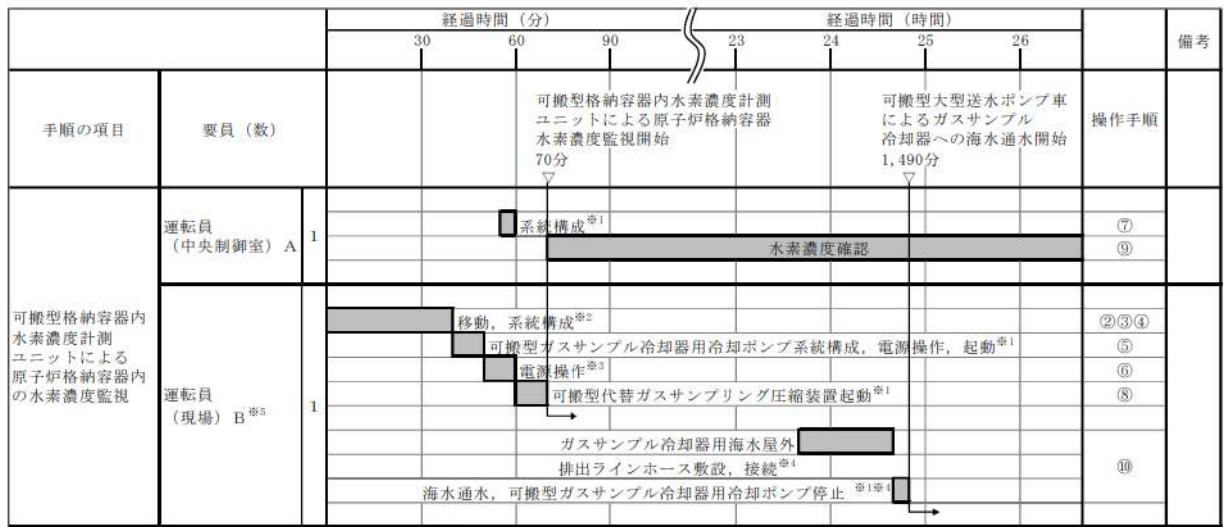 経過時間（分）
経過時間（時間）
30 60 90 23 24 25 26
備考
手順の項目
要員（数）
可搬型格納容器内水素濃度計測
ユニットによる原子炉格納容器
水素濃度監視開始
70分
▽
可搬型大型送水ポンプ車
によるガスサンプル
冷却器への海水通水開始
1,490分
▽
操作手順
可搬型格納容器内
水素濃度計測
ユニットによる
原子炉格納容器内
の水素濃度監視
運転員
（中央制御室）A
1
系統構成※1
⑦
水素濃度確認
⑨
運転員
（現場）B※5
1
移動，系統構成※2
②③④
可搬型ガスサンプル冷却器用冷却ポンプ系統構成，電源操作，起動※1
⑤
電源操作※3
⑥
可搬型代替ガスサンプリング圧縮装置起動※1
⑧
ガスサンプル冷却器用海水屋外
排出ラインホース敷設，接続※4
⑩
海水通水，可搬型ガスサンプル冷却器用冷却ポンプ停止 ※1※4